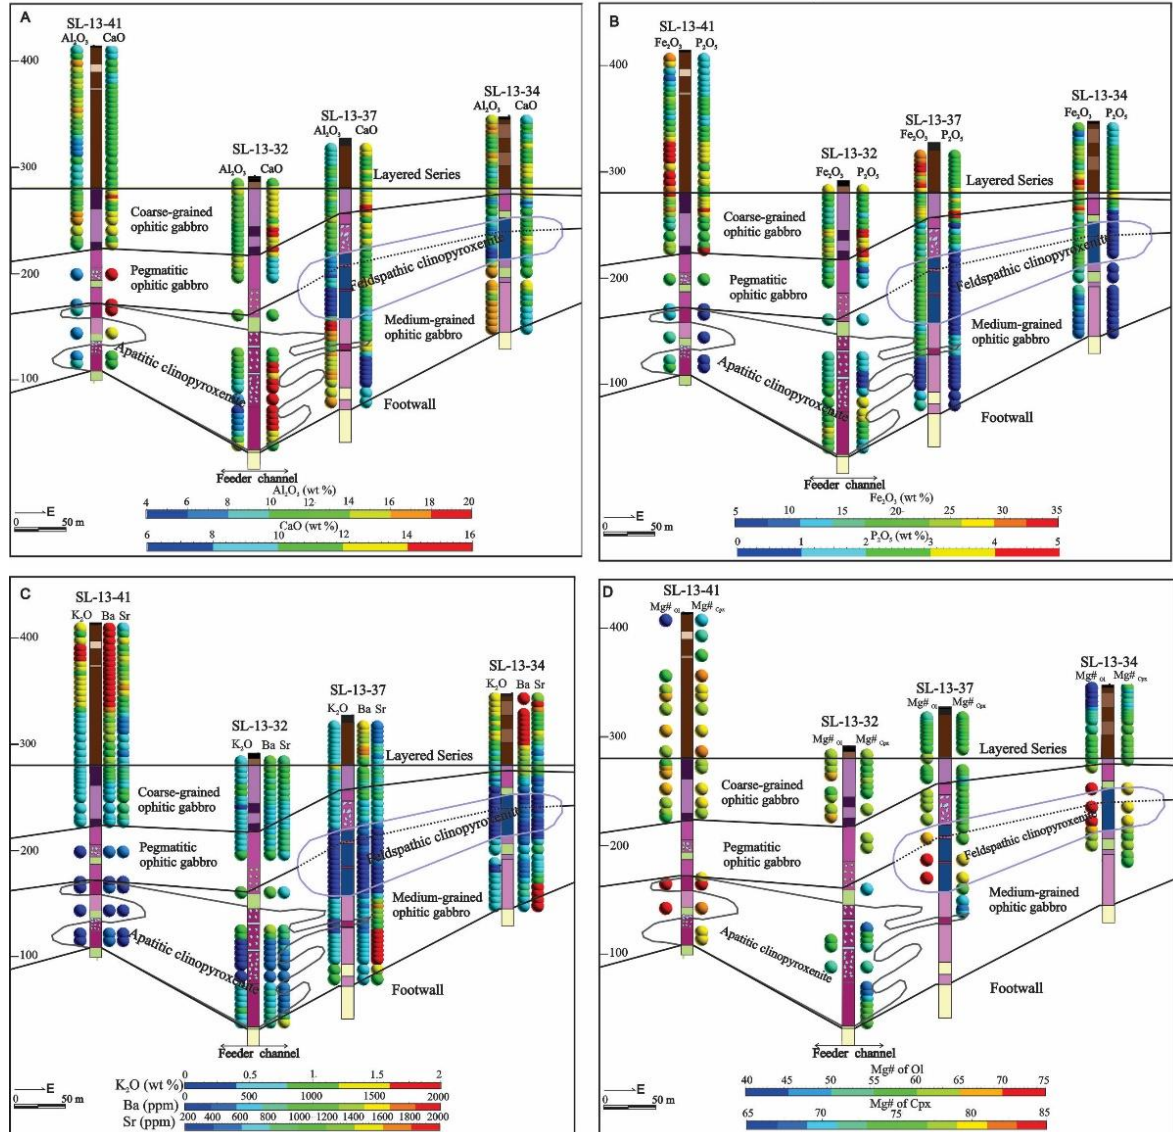 A
SL-13-41
Al₂O₃ CaO
400
SL-13-34
Al₂O₃ CaO
SL-13-37
Al₂O₃ CaO
SL-13-32
Al₂O₃ CaO
300
Layered Series
Coarse-grained
ophitic gabbro
200
Pegmatitic
ophitic gabbro
Feldspathic clinopyroxenite
Medium-grained
ophitic gabbro
Apatitic clinopyroxenite
100
Footwall
Feeder channel
Al₂O₃ (wt %)
4 6 8 10 12 14 16 18 20
CaO (wt %)
6 8 10 12 14 16
E
50 m
B
SL-13-41
Fe₂O₃ P₂O₅
400
SL-13-34
Fe₂O₃ P₂O₅
SL-13-37
Fe₂O₃ P₂O₅
SL-13-32
Fe₂O₃ P₂O₅
300
Layered Series
Coarse-grained
ophitic gabbro
200
Pegmatitic
ophitic gabbro
Feldspathic clinopyroxenite
Medium-grained
ophitic gabbro
Apatitic clinopyroxenite
100
Footwall
Feeder channel
Fe₂O₃ (wt %)
5 10 15 20 25 30 35
P₂O₅ (wt %)
0 1 2 3 4 5
E
50 m
C
SL-13-41
K₂O Ba Sr
400
SL-13-34
K₂O Ba Sr
SL-13-37
K₂O Ba Sr
SL-13-32
K₂O Ba Sr
300
Layered Series
Coarse-grained
ophitic gabbro
200
Pegmatitic
ophitic gabbro
Feldspathic clinopyroxenite
Medium-grained
ophitic gabbro
Apatitic clinopyroxenite
100
Footwall
Feeder channel
K₂O (wt %)
0 0.5 1. 1.5 2
Ba (ppm)
0 500 1000 1500 2000
Sr (ppm)
200 400 600 800 1000 1200 1400 1600 1800 2000
E
50 m
D
SL-13-41
Mg# Ol Mg# Cpx
400
SL-13-34
Mg# Ol Mg# Cpx
SL-13-37
Mg# Ol Mg# Cpx
SL-13-32
Mg# Ol Mg# Cpx
300
Layered Series
Coarse-grained
ophitic gabbro
200
Pegmatitic
ophitic gabbro
Feldspathic clinopyroxenite
Medium-grained
ophitic gabbro
Apatitic clinopyroxenite
100
Footwall
Feeder channel
Mg# of Ol
40 45 50 55 60 65 70 75
Mg# of Cpx
65 70 75 80 85
E
50 m